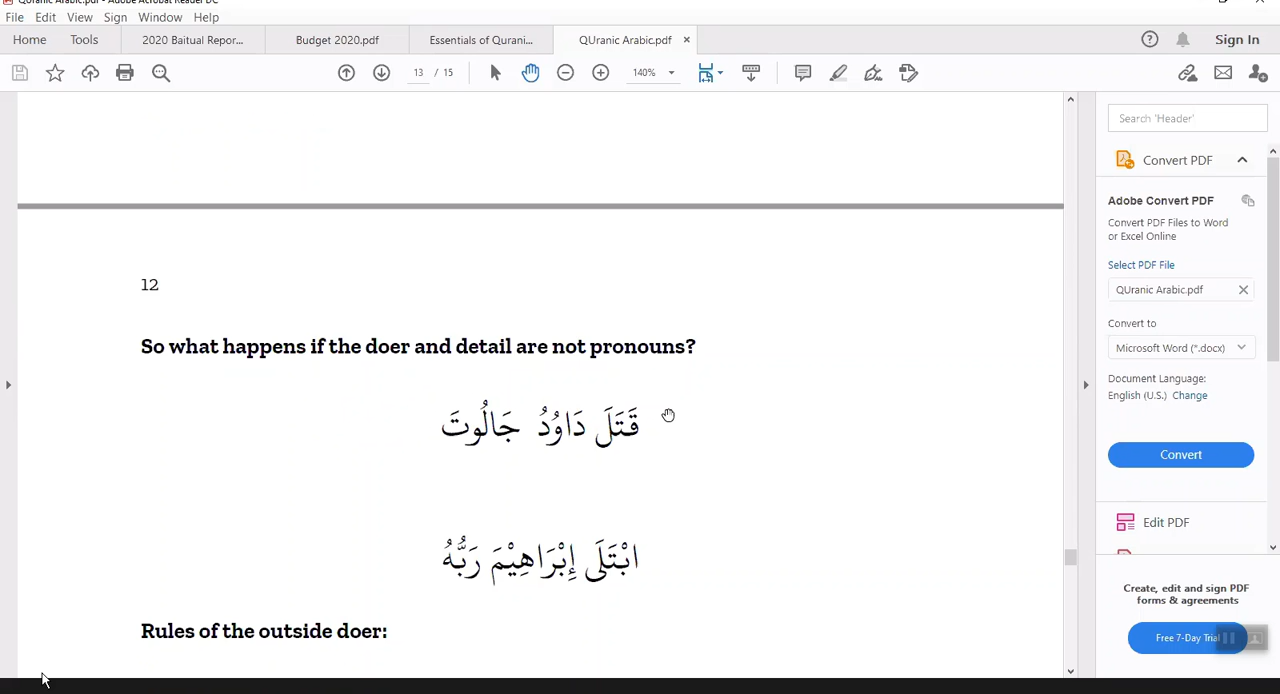 QUranic Arabic.pdf - Adobe Acrobat Reader DC
File Edit View Sign Window Help
Home Tools 2020 Baitual Repor... Budget 2020.pdf Essentials of Qurani... QUranic Arabic.pdf × Sign In
13 / 15 140%
Search 'Header'
Convert PDF
Adobe Convert PDF
Convert PDF Files to Word
or Excel Online
Select PDF File
QUranic Arabic.pdf
Convert to
Microsoft Word (*.docx)
Document Language:
English (U.S.) Change
Convert
Edit PDF
Create, edit and sign PDF
forms & agreements
Free 7-Day Trial
12
So what happens if the doer and detail are not pronouns?
قَتَلَ دَاوُدُ جَالُوتَ
ابْتَلَى إِبْرَاهِيْمَ رَبُّهُ
Rules of the outside doer: